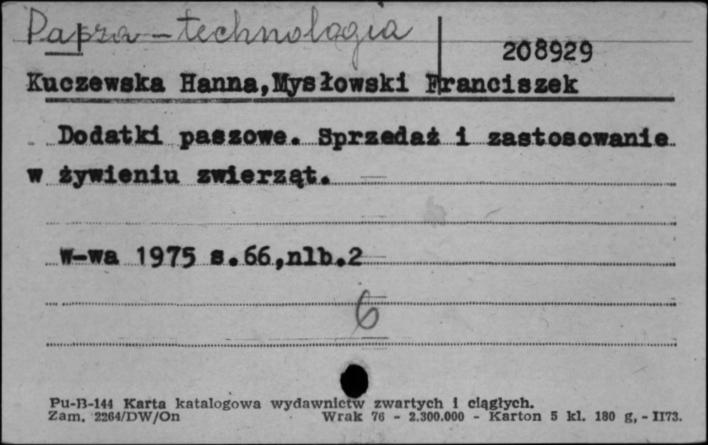 Pasza - technologia
208929
Kuczewska Hanna,Mysłowski Franciszek
Dodatki paszowe. Sprzedaż i zastosowanie
w żywieniu zwierząt.
W-wa 1975 s.66,nlb.2
6
Pu-B-144 Karta katalogowa wydawnictw zwartych i ciągłych.
Zam. 2264/DW/On Wrak 76 - 2.300.000 - Karton 5 kl. 180 g, - II73.